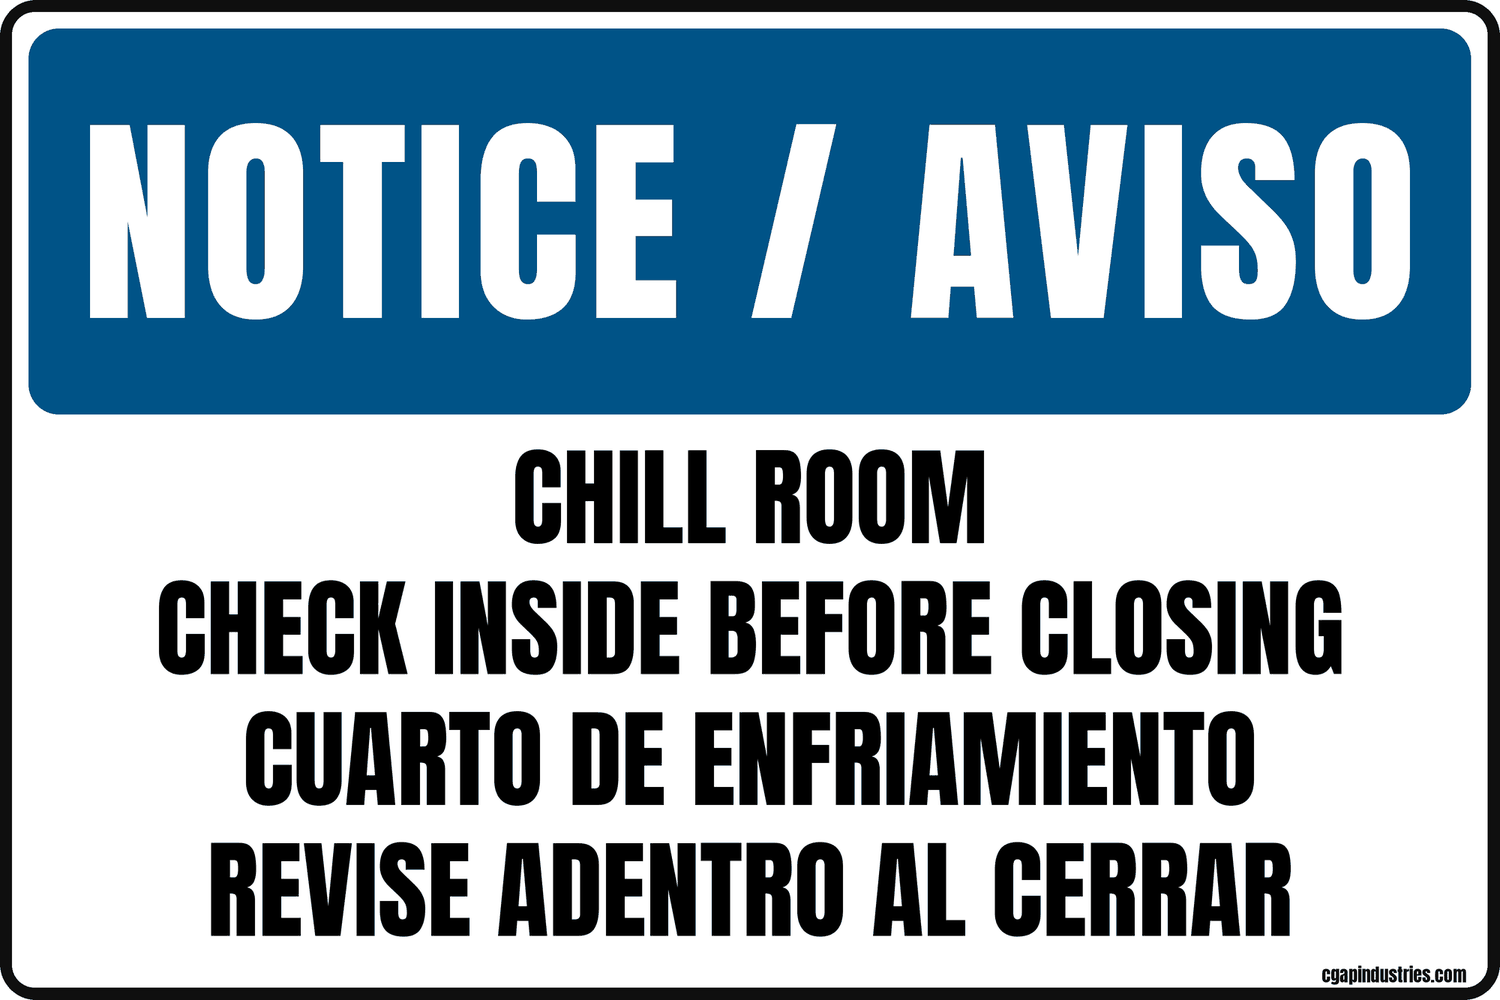 NOTICE / AVISO
CHILL ROOM
CHECK INSIDE BEFORE CLOSING
CUARTO DE ENFRIAMIENTO
REVISE ADENTRO AL CERRAR
cgapindustries.com